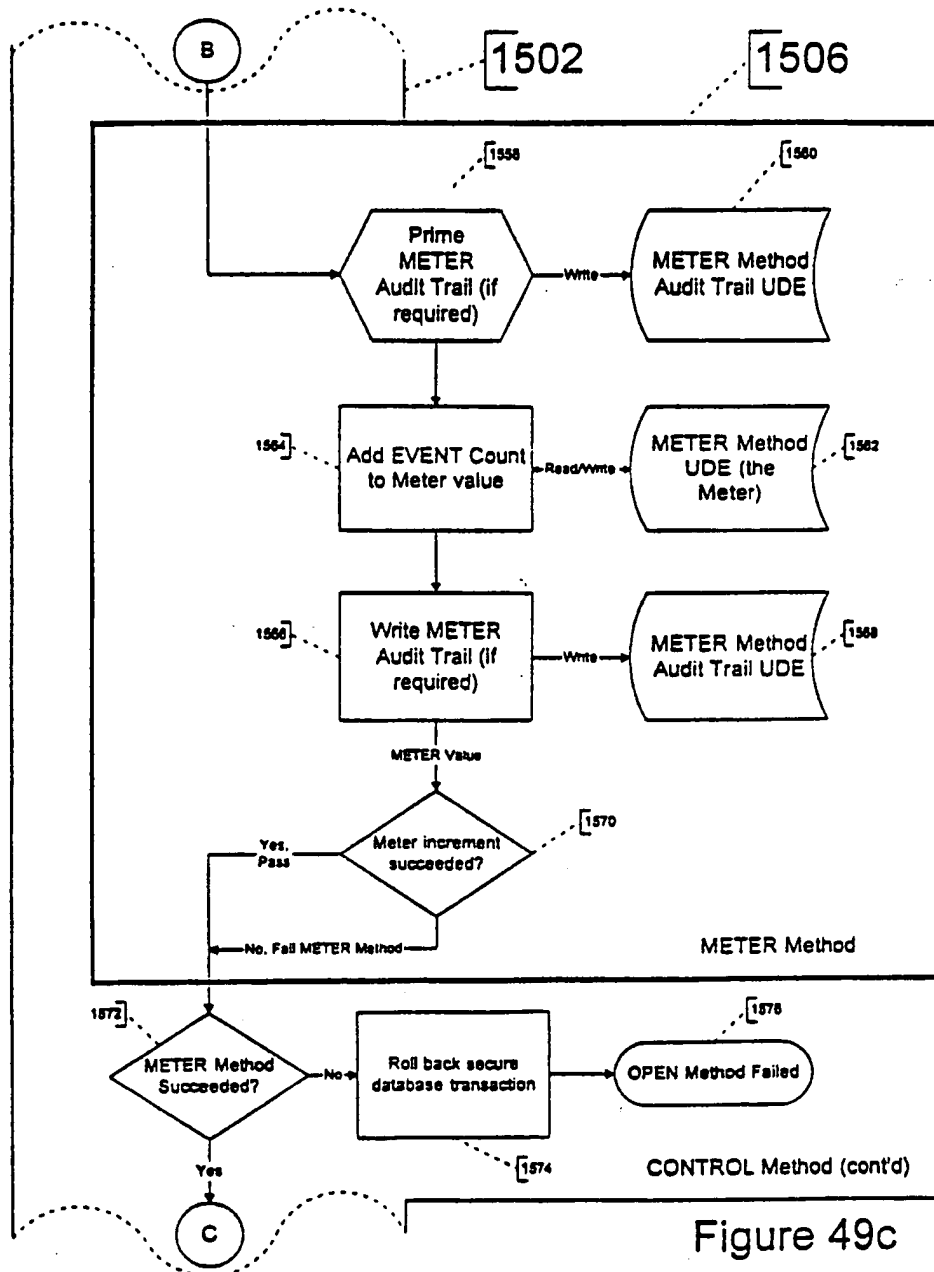 B
1502
1506
1558
1560
Prime
METER
Audit Trail (if
required)
Write
METER Method
Audit Trail UDE
1564
Add EVENT Count
to Meter value
Read/Write
METER Method
UDE (the
Meter)
1562
1566
Write METER
Audit Trail (if
required)
Write
METER Method
Audit Trail UDE
1568
METER Value
Meter increment
succeeded?
1570
Yes,
Pass
No, Fail METER Method
METER Method
1572
METER Method
Succeeded?
No
Roll back secure
database transaction
1574
OPEN Method Failed
1576
Yes
CONTROL Method (cont'd)
C
Figure 49c